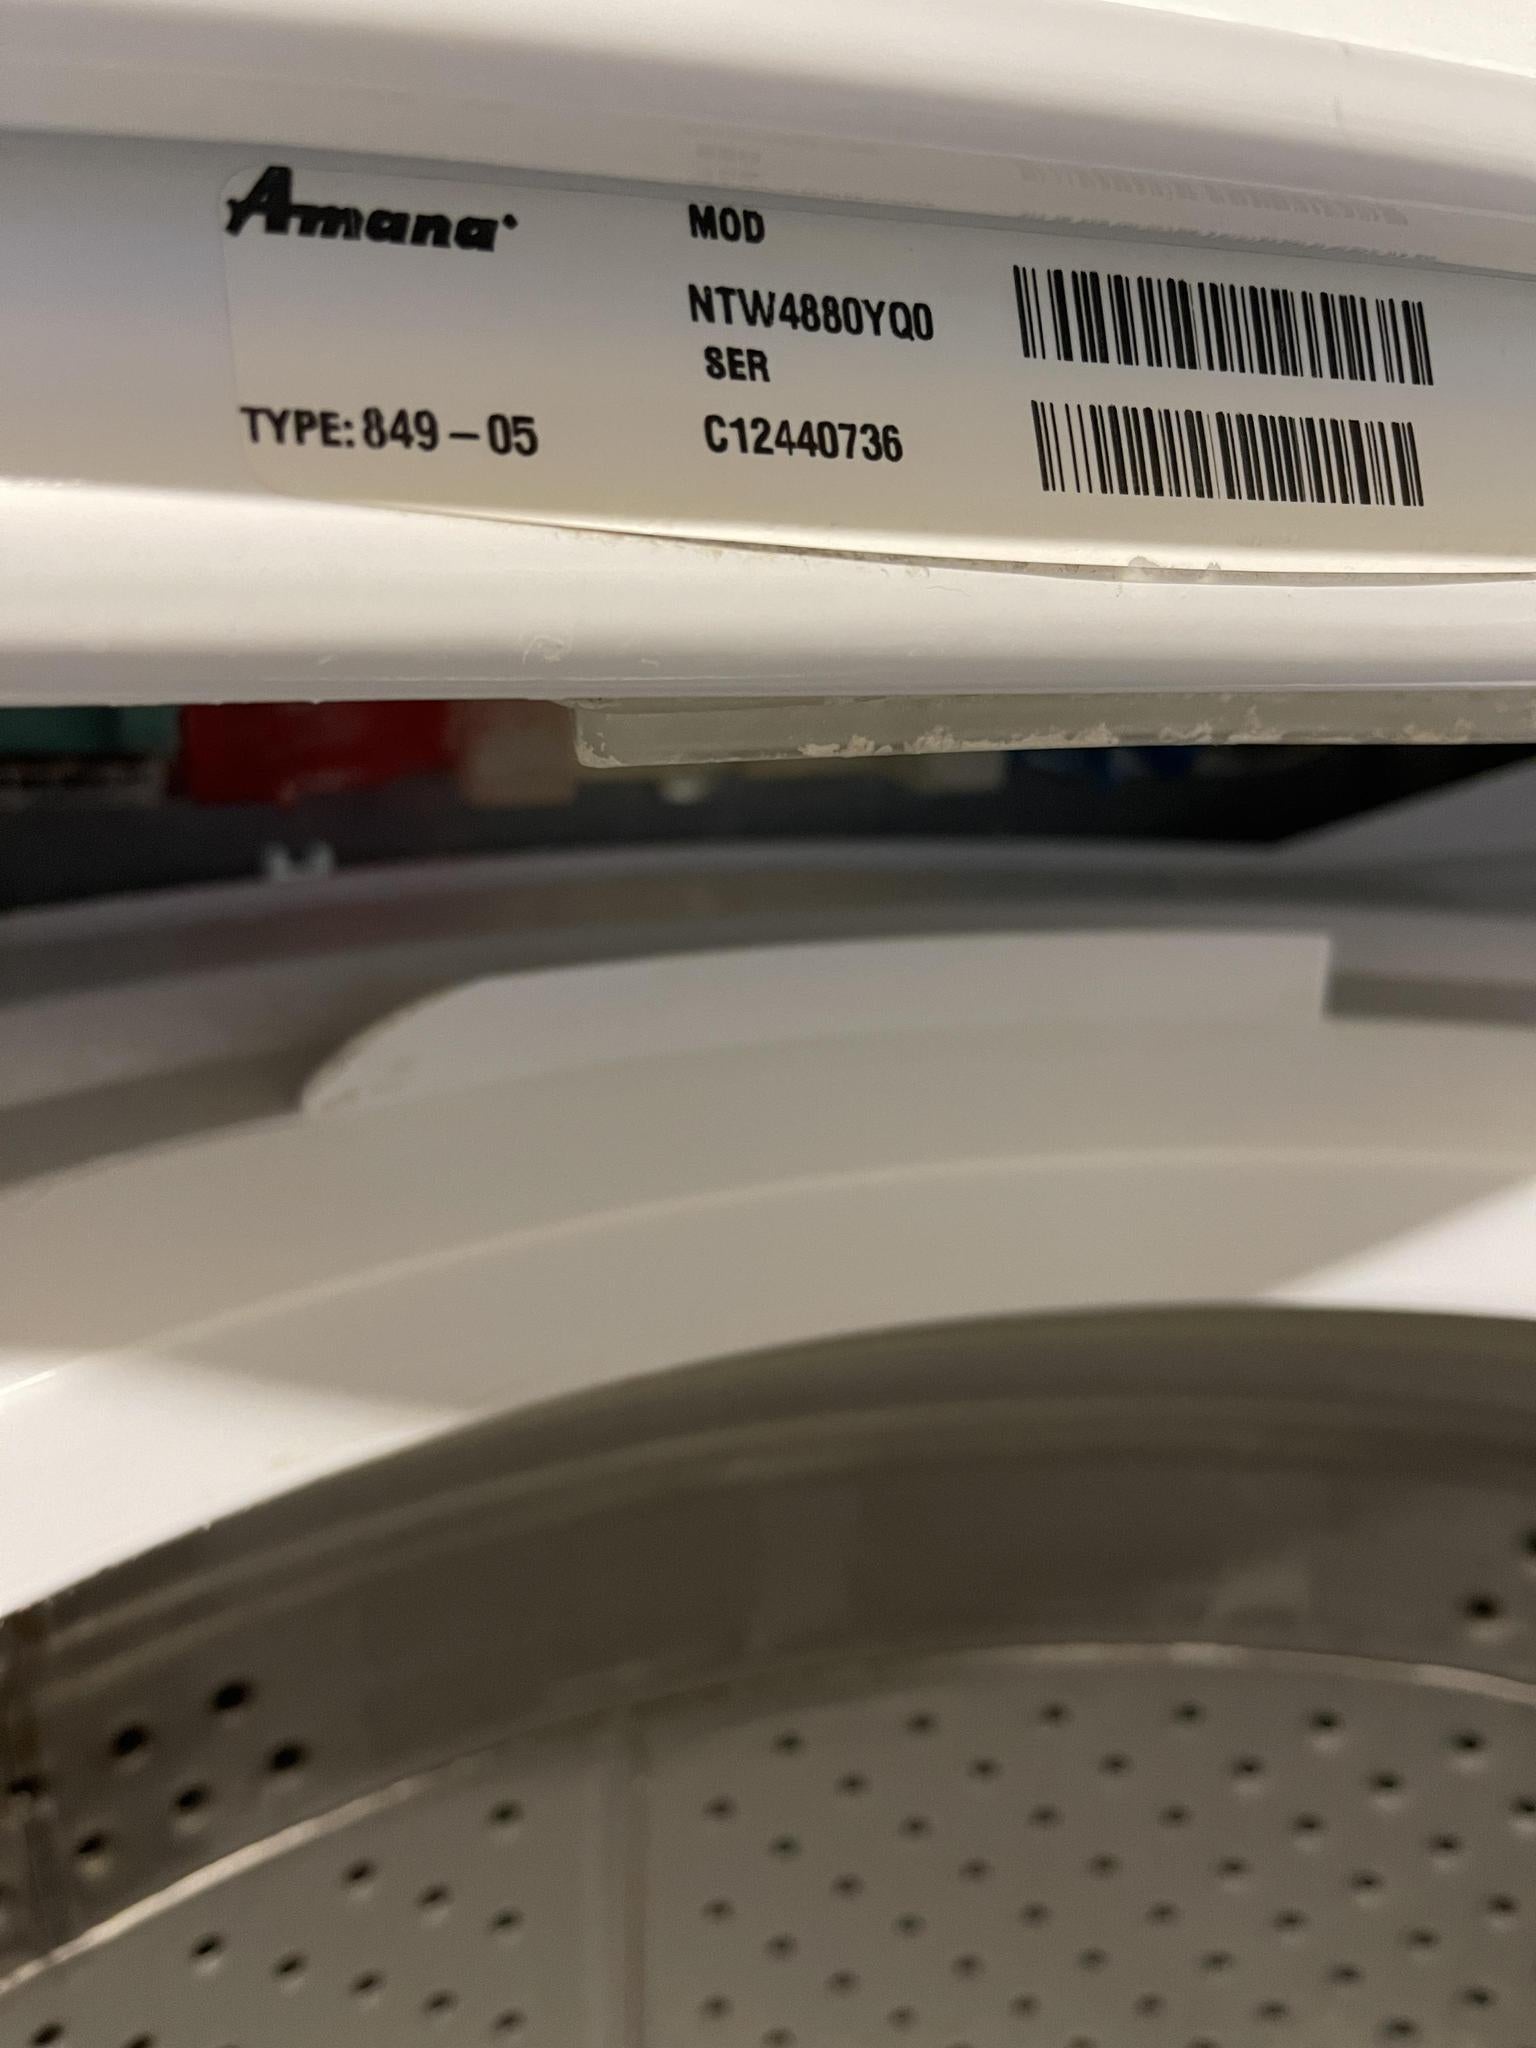 Amana
MOD
NTW4880YQ0
SER
TYPE: 849-05 C12440736